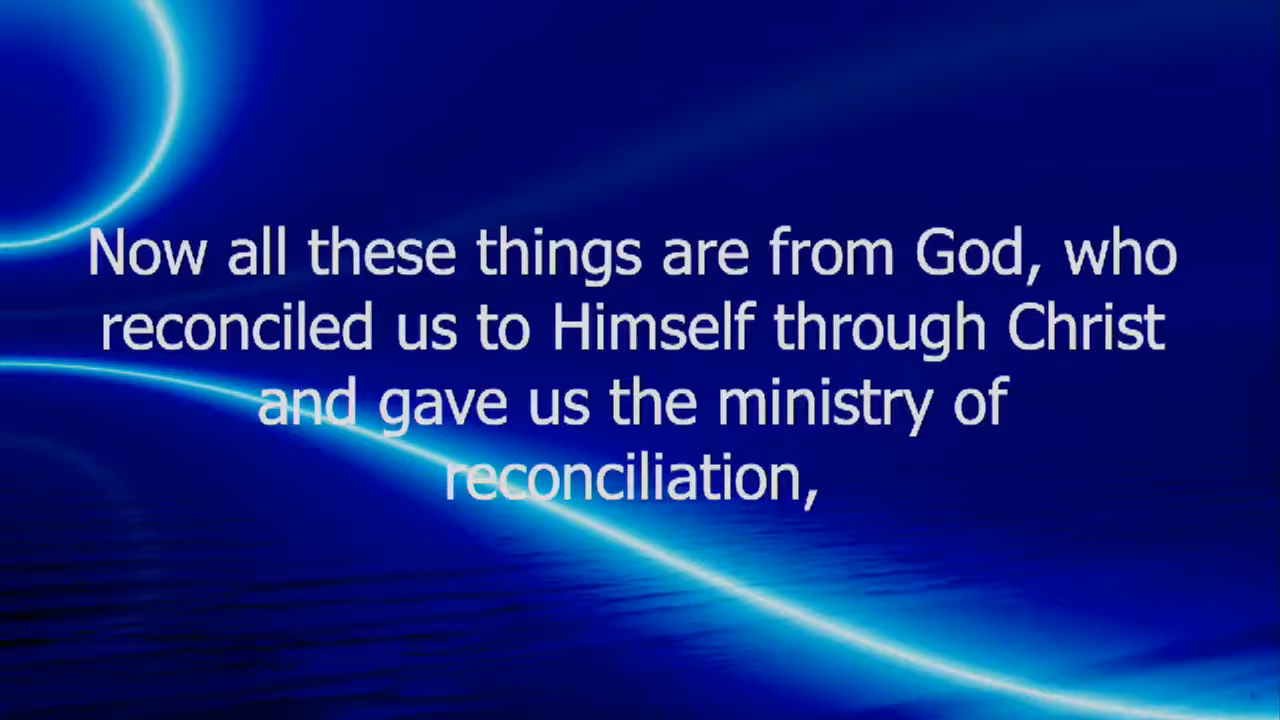 Now all these things are from God, who
reconciled us to Himself through Christ
and gave us the ministry of
reconciliation,